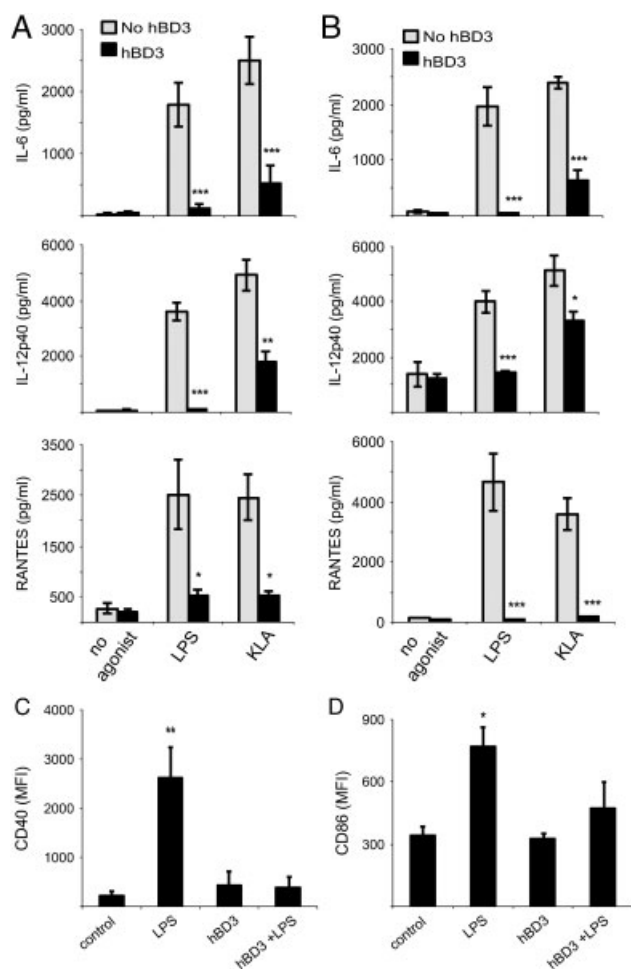 A
No hBD3
hBD3
IL-6 (pg/ml)
3000
2000
1000
***
***
IL-12p40 (pg/ml)
6000
4000
2000
***
**
RANTES (pg/ml)
3500
2500
1500
500
*
*
no agonist
LPS
KLA
B
No hBD3
hBD3
IL-6 (pg/ml)
3000
2000
1000
0
***
***
IL-12p40 (pg/ml)
6000
4000
2000
0
***
*
RANTES (pg/ml)
6000
4000
2000
0
***
***
no agonist
LPS
KLA
C
CD40 (MFI)
4000
3000
2000
1000
**
control
LPS
hBD3
hBD3 +LPS
D
CD86 (MFI)
900
600
300
0
*
control
LPS
hBD3
hBD3 +LPS